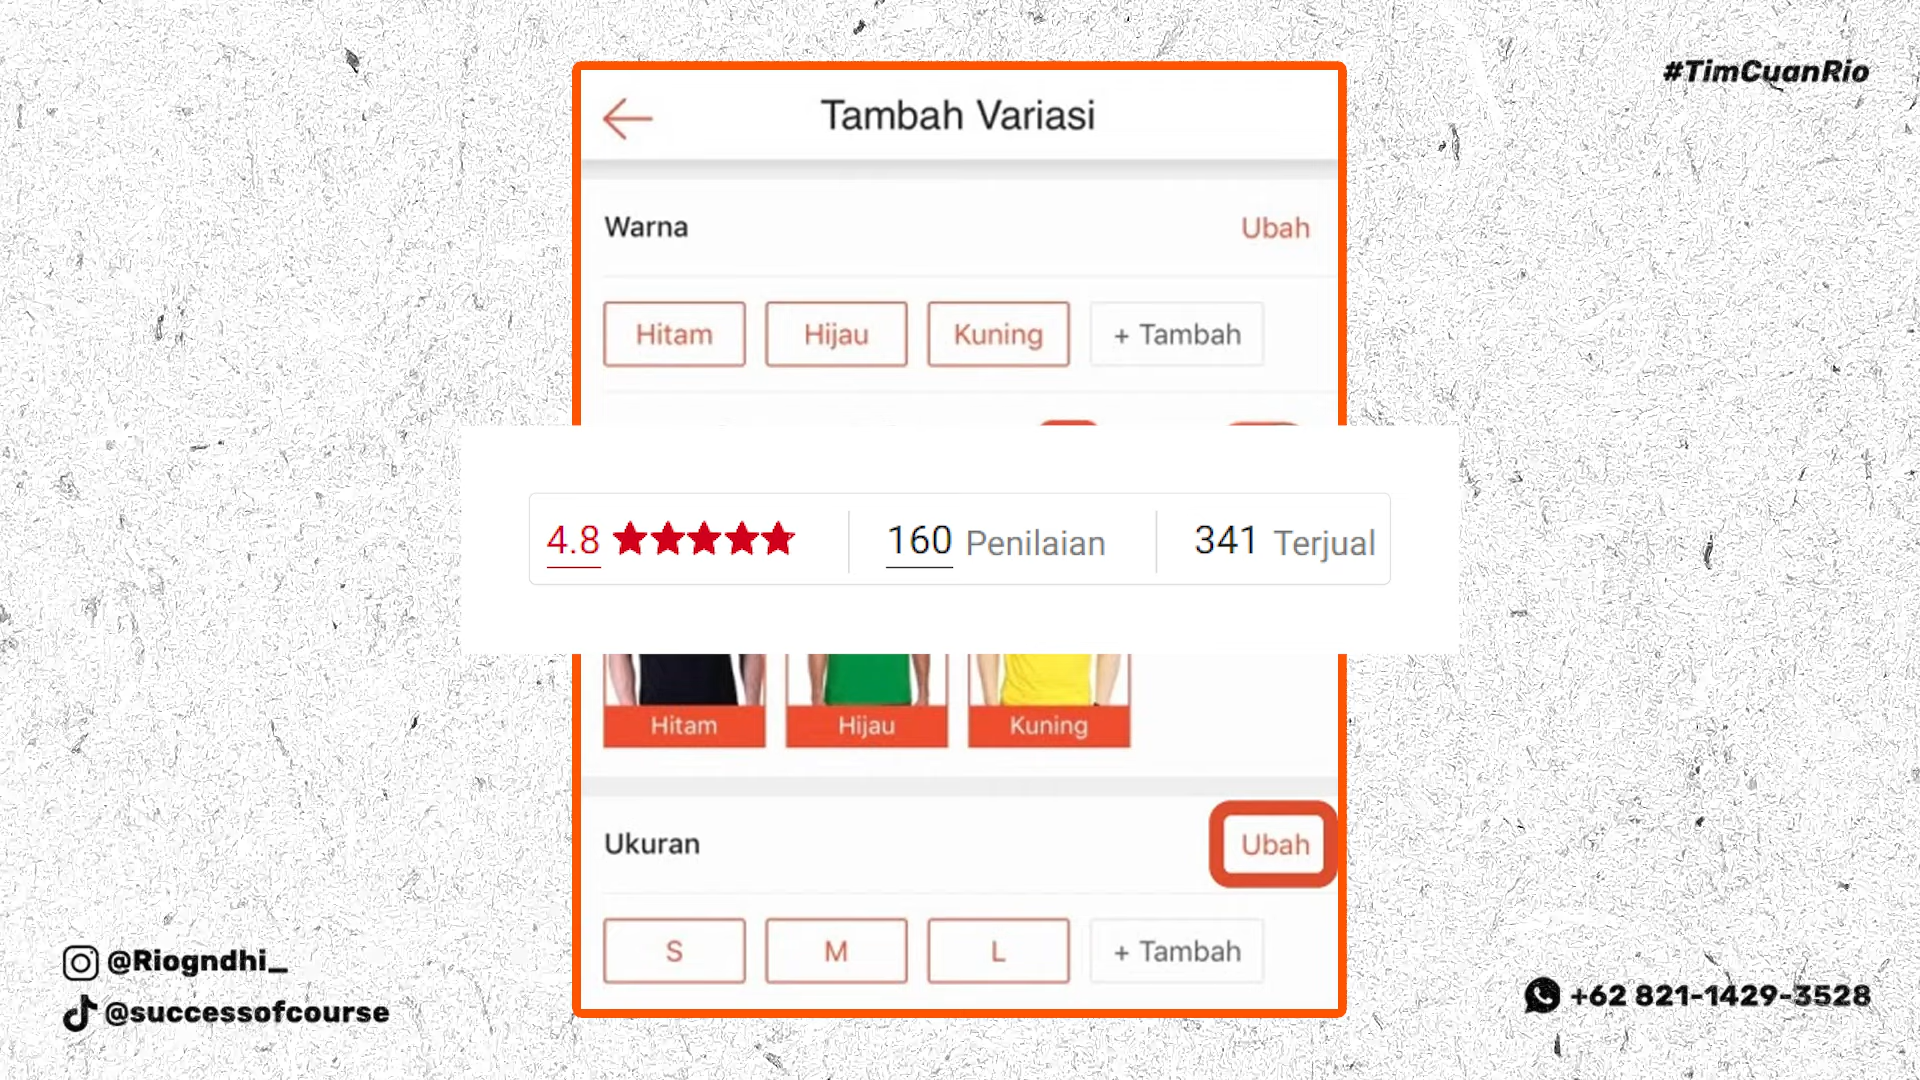 #TimCuanRio
Tambah Variasi
Warna Ubah
Hitam Hijau Kuning + Tambah
4.8 160 Penilaian 341 Terjual
Hitam Hijau Kuning
Ukuran Ubah
S M L + Tambah
@Riogndhi_
@successofcourse
+62 821-1429-3528